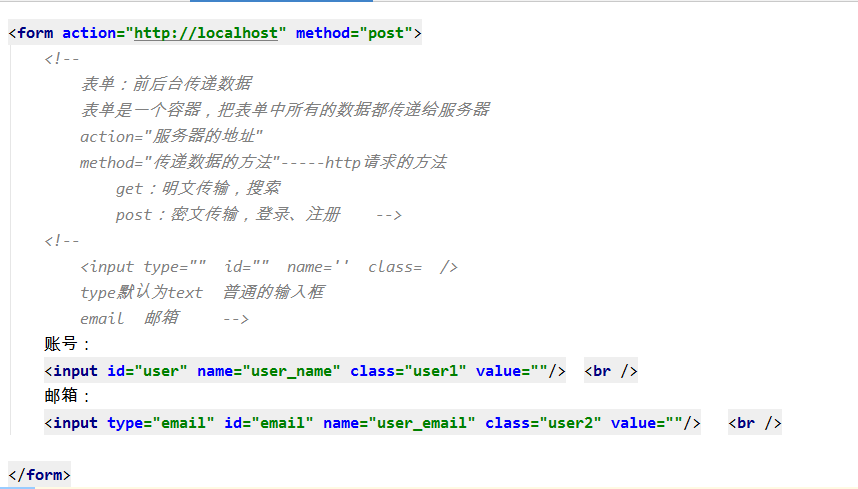 <form action="http://localhost" method="post">
<!--
表单：前后台传递数据
表单是一个容器，把表单中所有的数据都传递给服务器
action="服务器的地址"
method="传递数据的方法"-----http请求的方法
get：明文传输，搜索
post：密文传输，登录、注册    -->
<!--
<input type=""  id=""  name=''  class=  />
type默认为text  普通的输入框
email  邮箱     -->
账号：
<input id="user" name="user_name" class="user1" value=""/>  <br />
邮箱：
<input type="email" id="email" name="user_email" class="user2" value=""/>   <br />
</form>